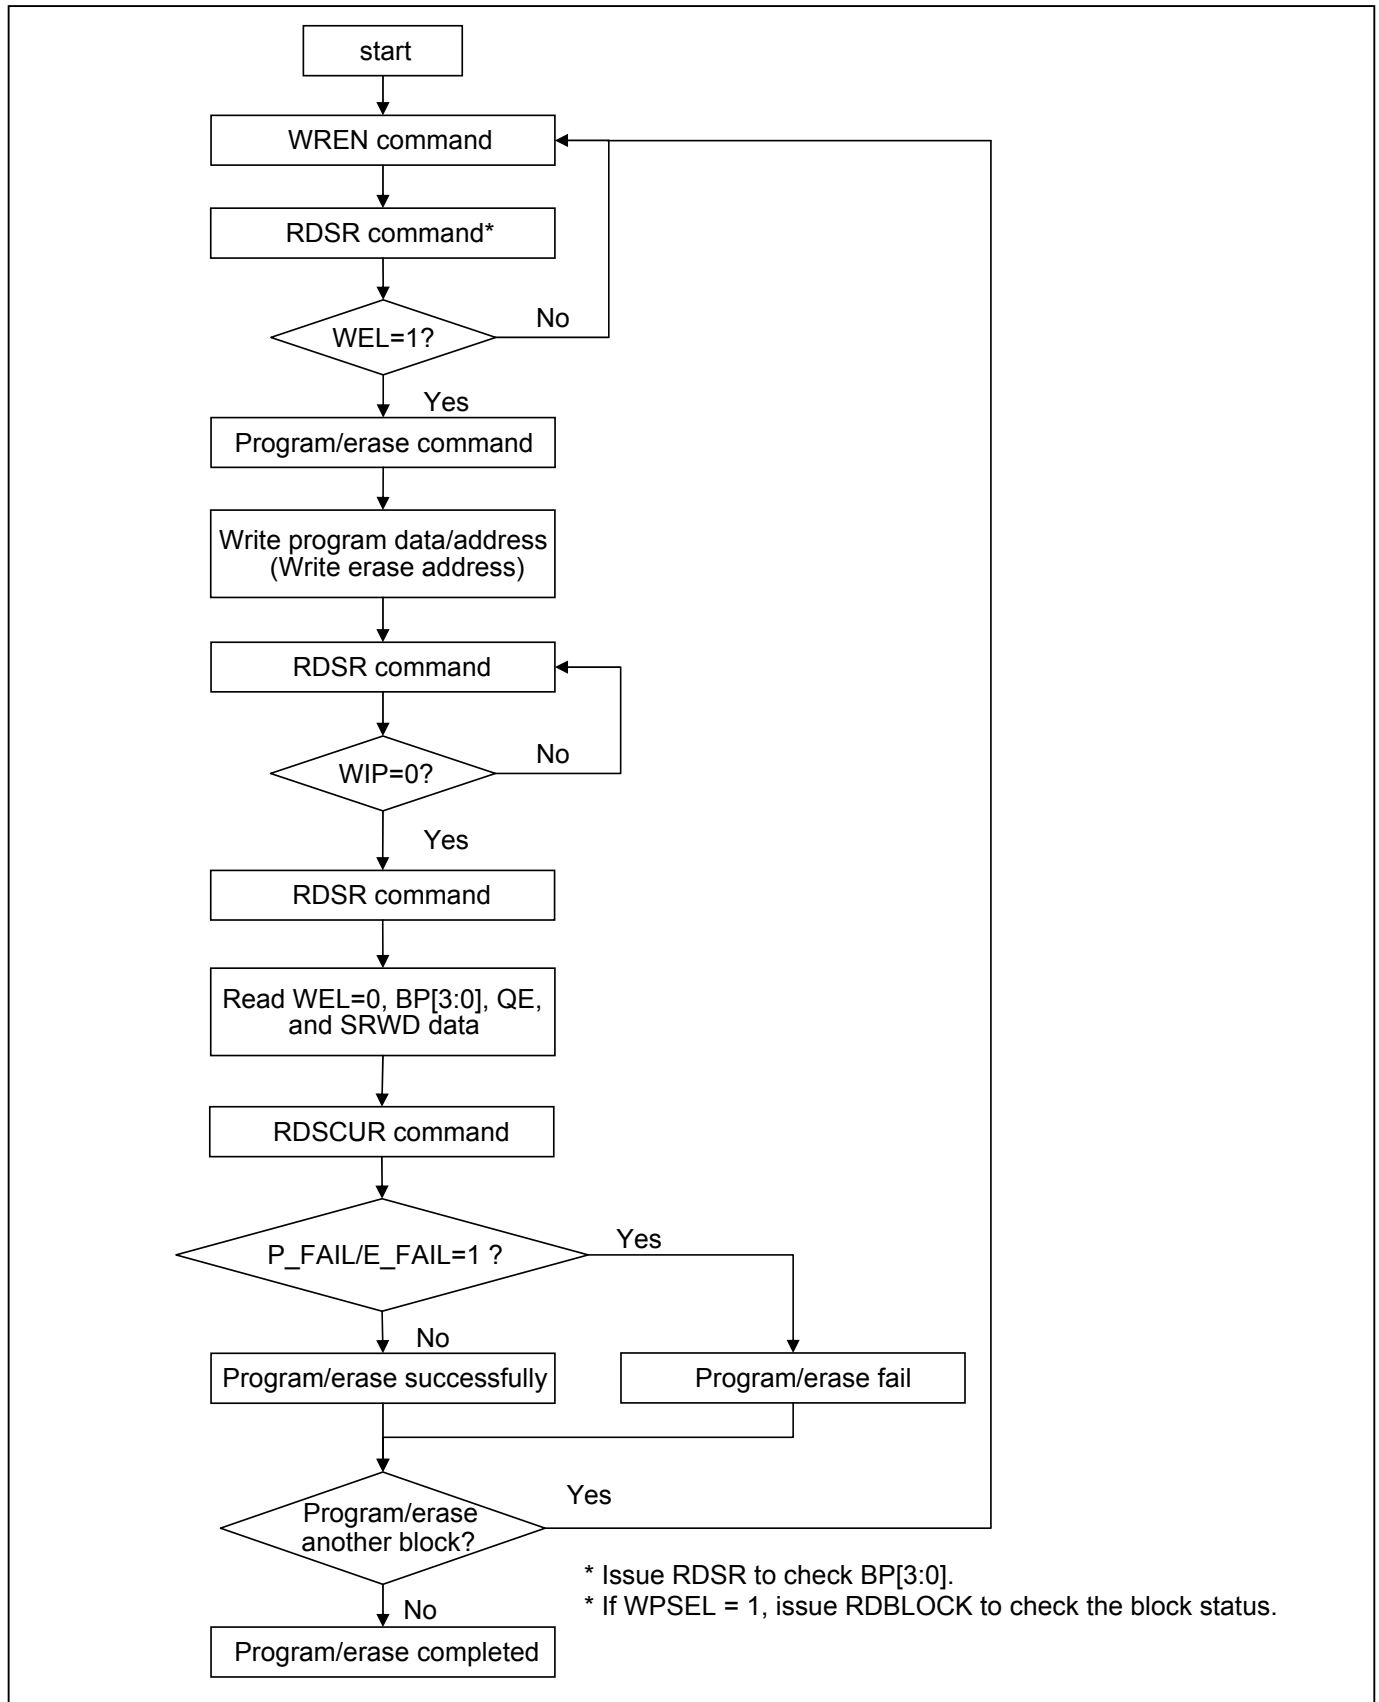 start
WREN command
RDSR command*
WEL=1?
No
Yes
Program/erase command
Write program data/address
(Write erase address)
RDSR command
WIP=0?
No
Yes
RDSR command
Read WEL=0, BP[3:0], QE,
and SRWD data
RDSCUR command
P_FAIL/E_FAIL=1 ?
Yes
No
Program/erase successfully
Program/erase fail
Program/erase
another block?
Yes
No
* Issue RDSR to check BP[3:0].
* If WPSEL = 1, issue RDBLOCK to check the block status.
Program/erase completed